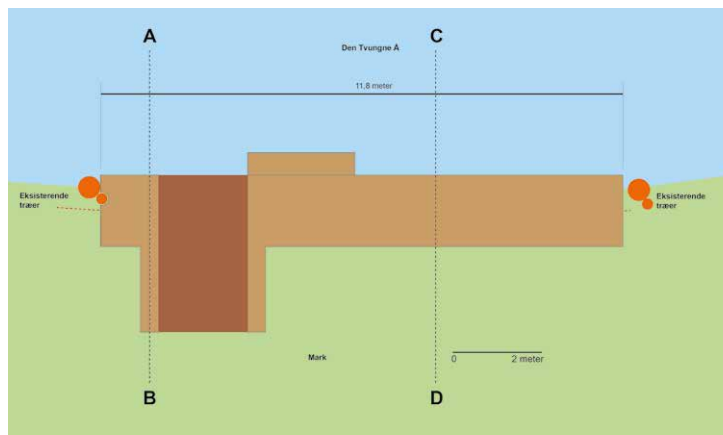 A
C
Den Tvungne Å
11,8 meter
Eksisterende
træer
Eksisterende
træer
0
2 meter
Mark
B
D